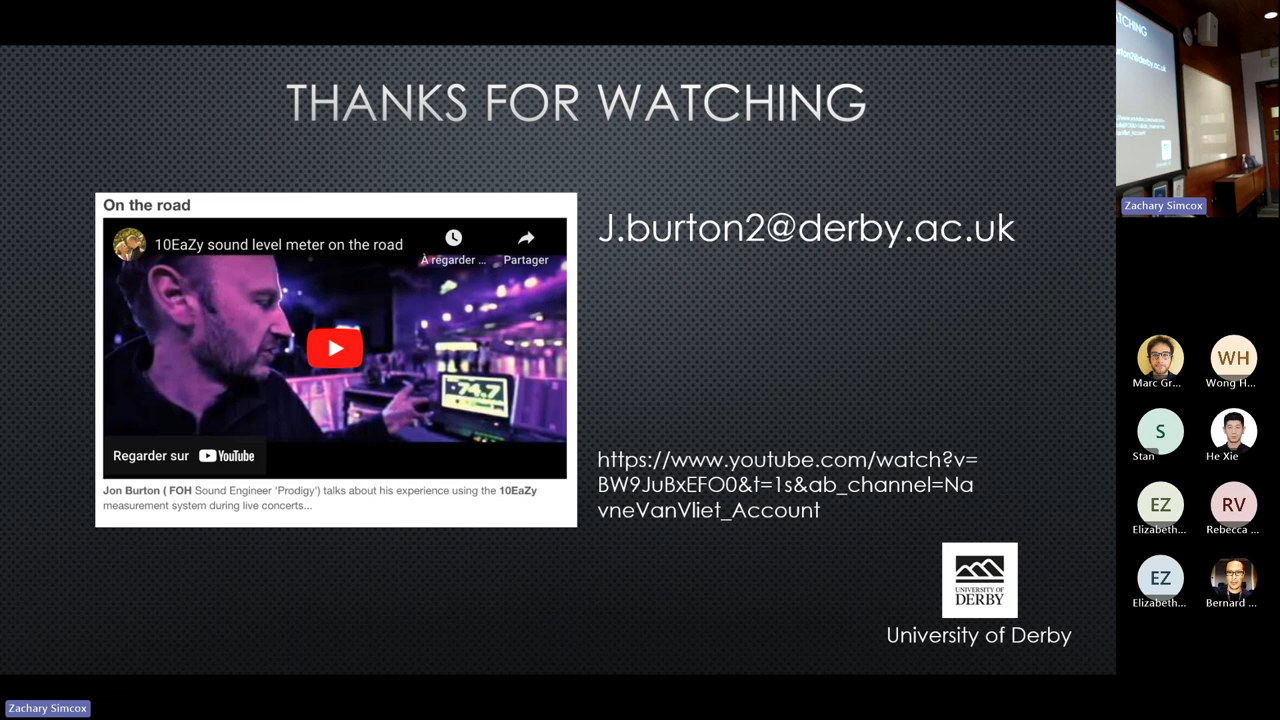 THANKS FOR WATCHING
On the road
10EaZy sound level meter on the road
À regarder ...
Partager
74.7
Regarder sur YouTube
Jon Burton ( FOH Sound Engineer 'Prodigy') talks about his experience using the 10EaZy
measurement system during live concerts...
J.burton2@derby.ac.uk
https://www.youtube.com/watch?v=
BW9JuBxEFO0&t=1s&ab_channel=Na
vneVanVliet_Account
UNIVERSITY OF
DERBY
University of Derby
Zachary Simcox
Zachary Simcox
Marc Gr...
WH
Wong H...
S
Stan
He Xie
EZ
Elizabeth...
RV
Rebecca ...
EZ
Elizabeth...
Bernard ...